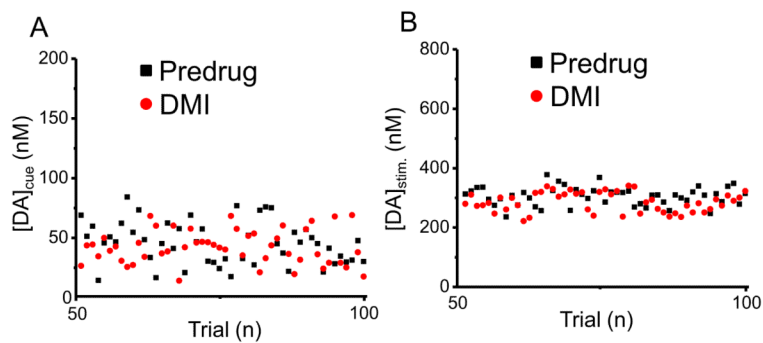 A
200
150
100
50
0
[DA]cue (nM)
Predrug
DMI
50
100
Trial (n)
B
800
600
400
200
0
[DA]stim. (nM)
Predrug
DMI
50
100
Trial (n)